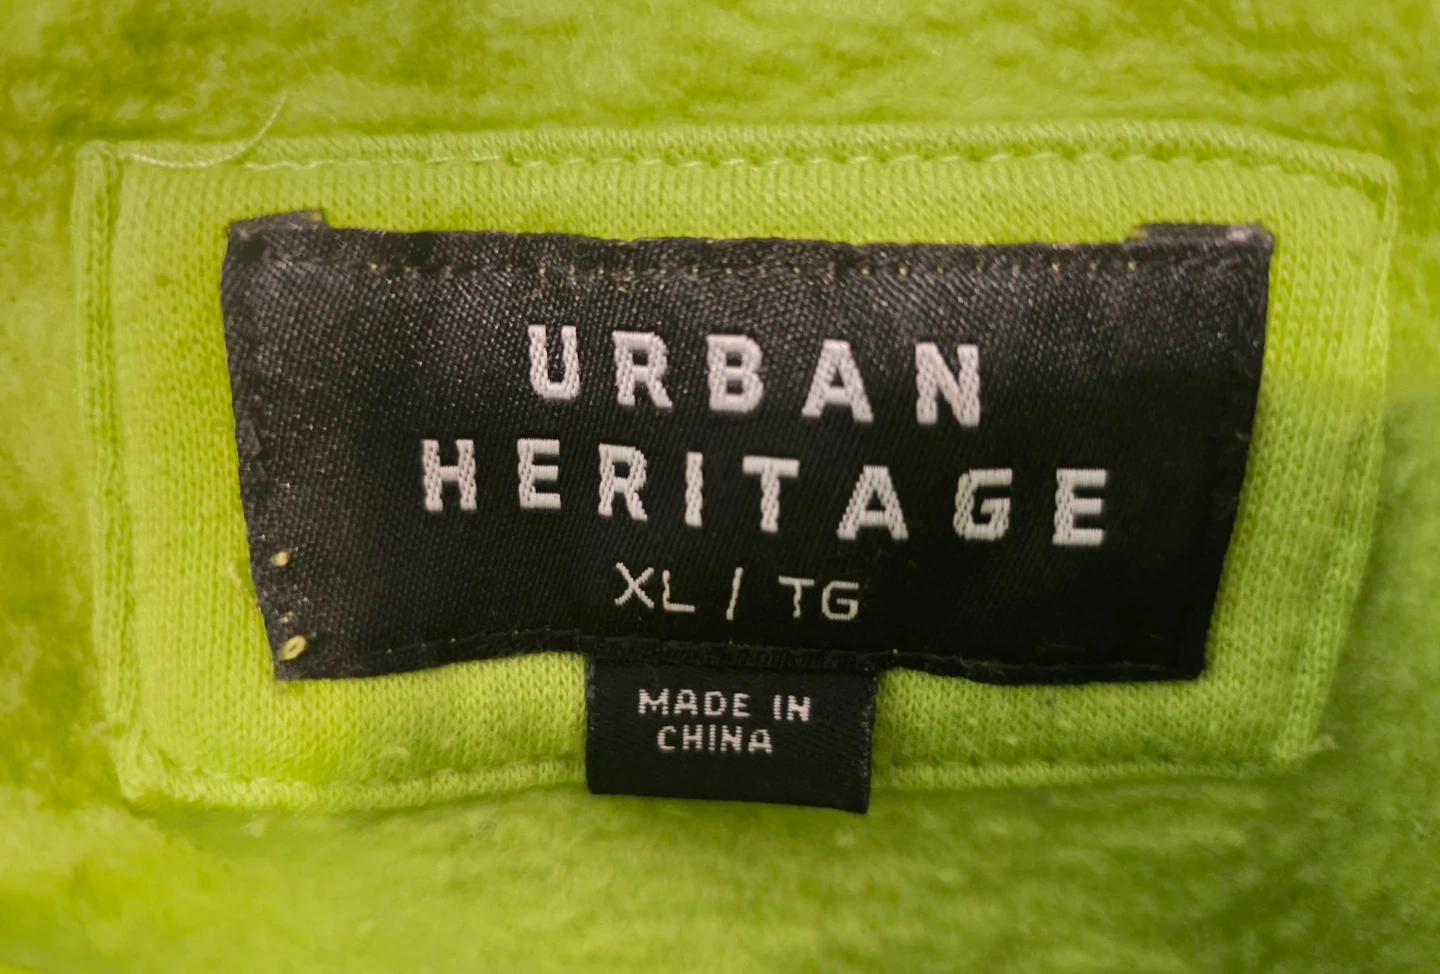 URBAN
HERITAGE
XL / TG
MADE IN
CHINA